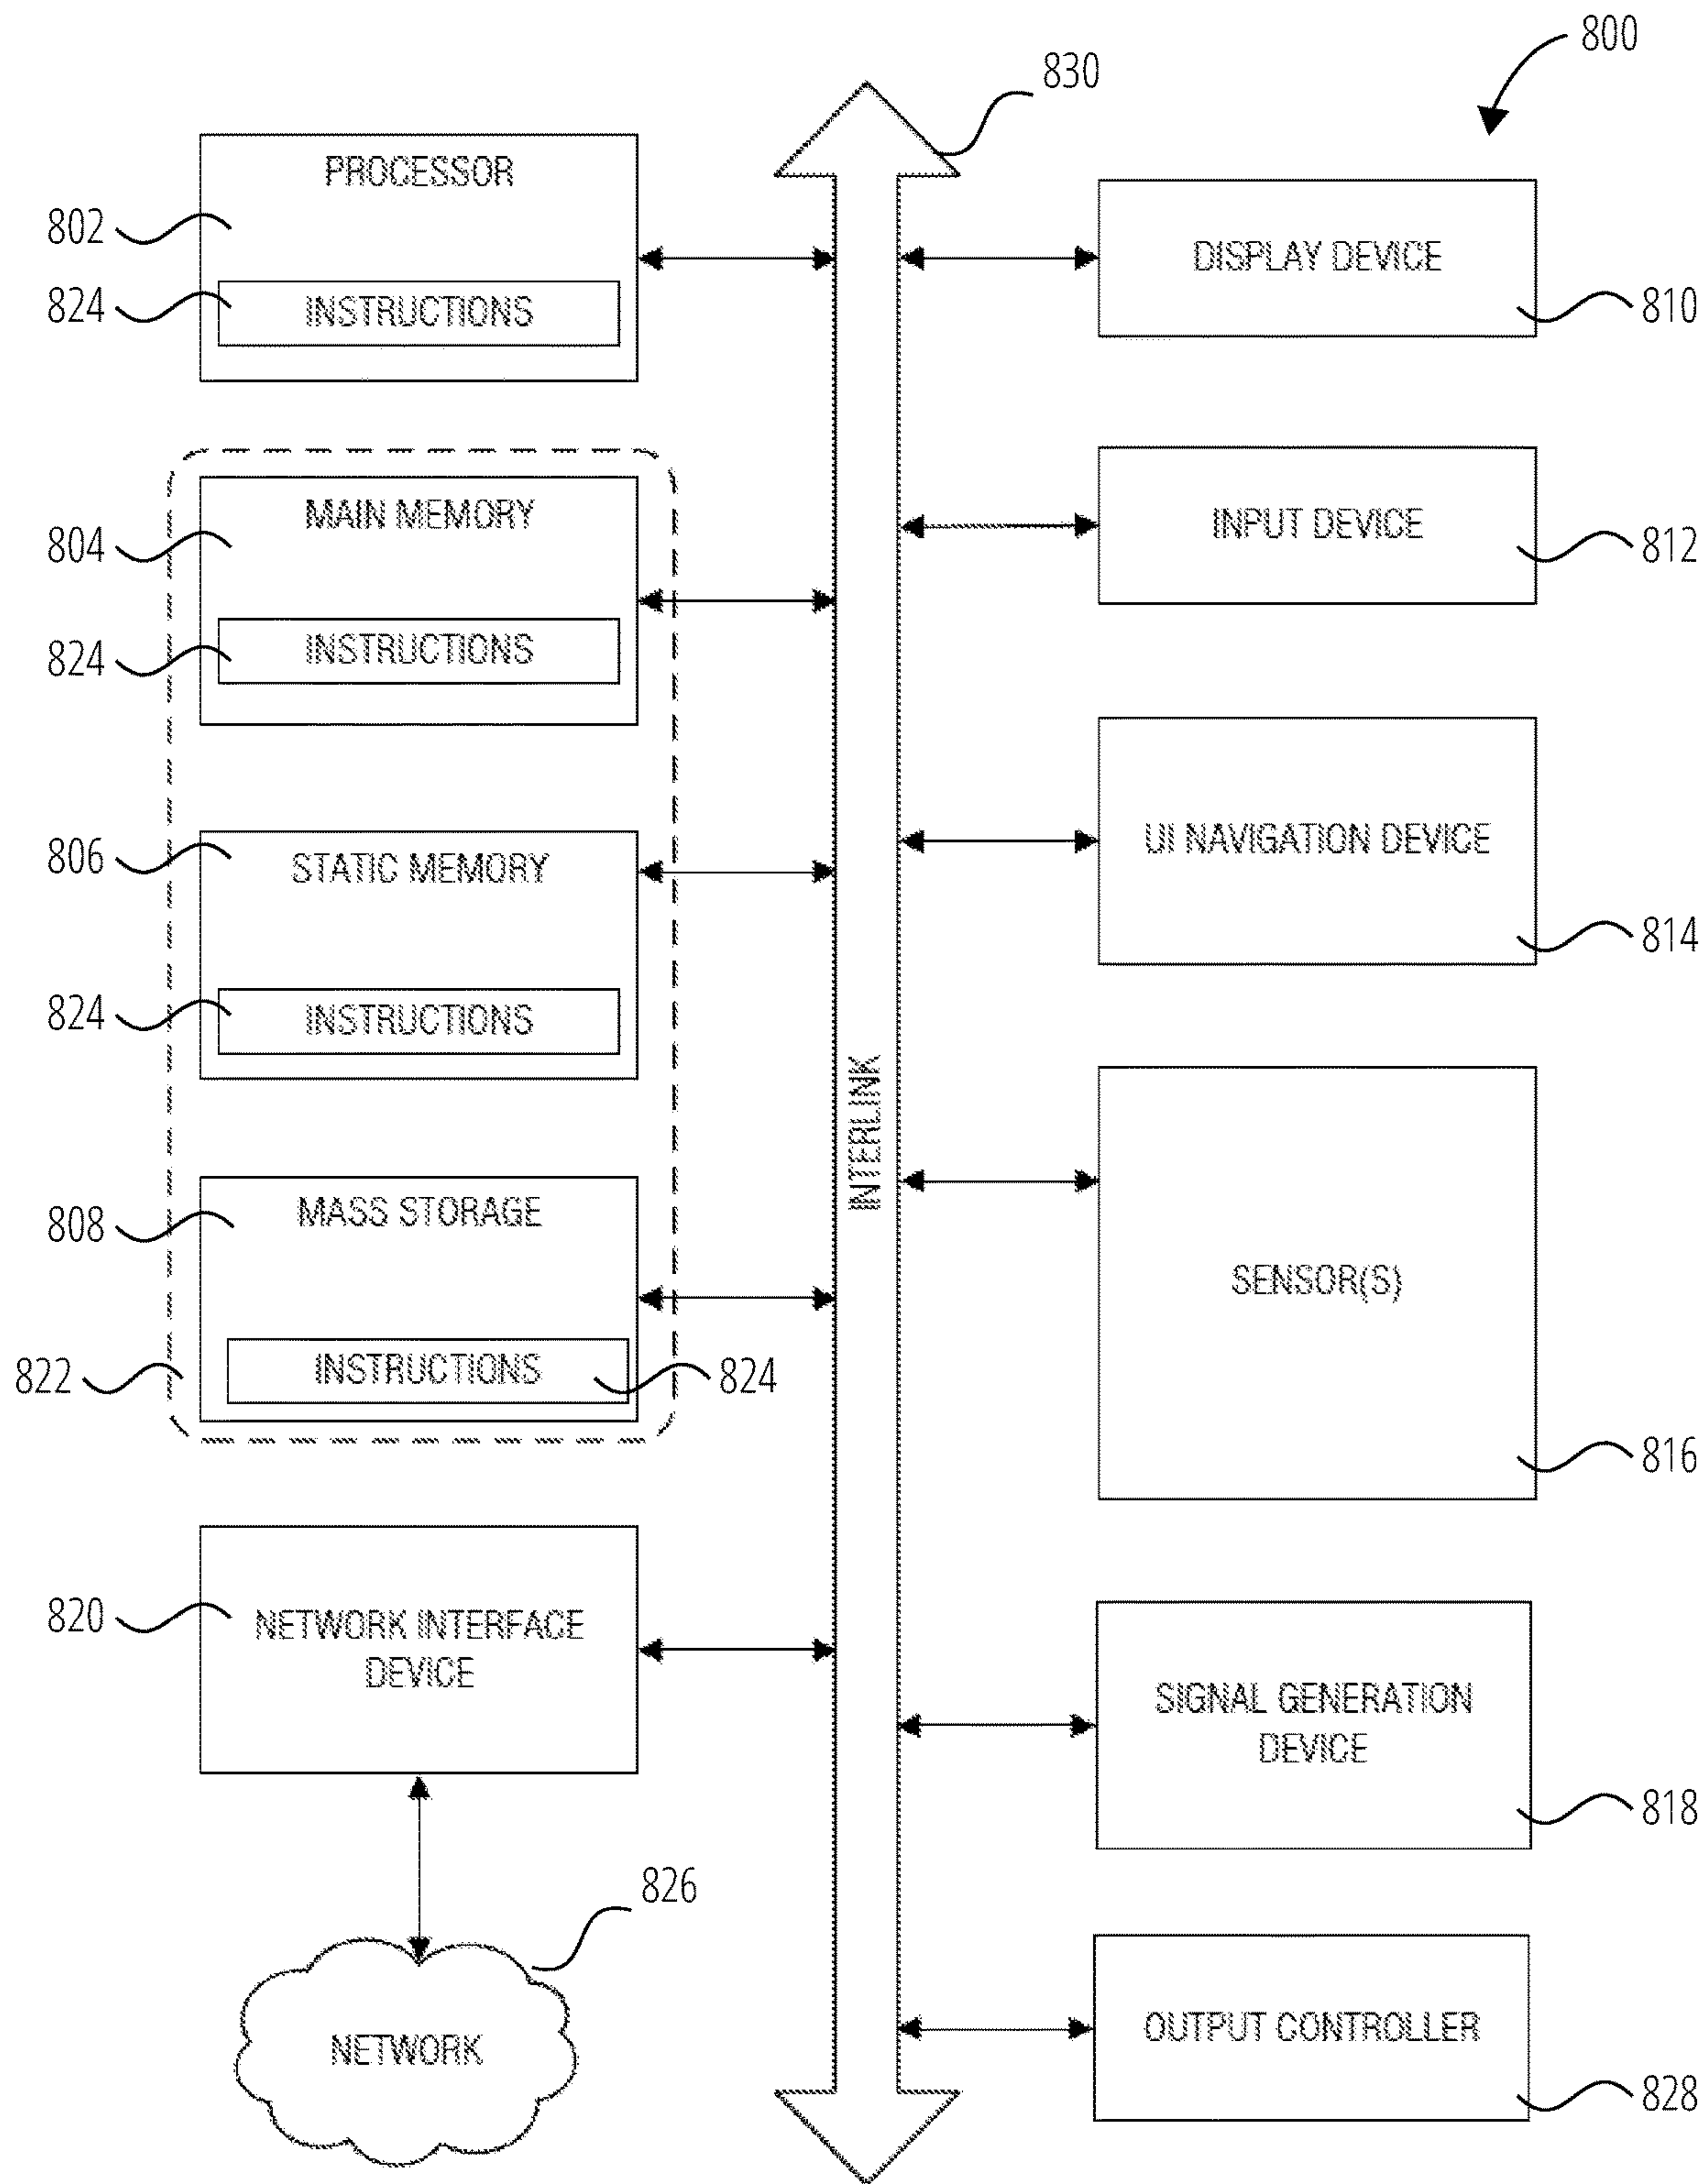 800
830
PROCESSOR
802
824
INSTRUCTIONS
DISPLAY DEVICE
810
MAIN MEMORY
804
824
INSTRUCTIONS
INPUT DEVICE
812
806
STATIC MEMORY
824
INSTRUCTIONS
UI NAVIGATION DEVICE
814
INTERLINK
808
MASS STORAGE
822
INSTRUCTIONS
824
SENSOR(S)
816
820
NETWORK INTERFACE
DEVICE
SIGNAL GENERATION
DEVICE
818
826
NETWORK
OUTPUT CONTROLLER
828